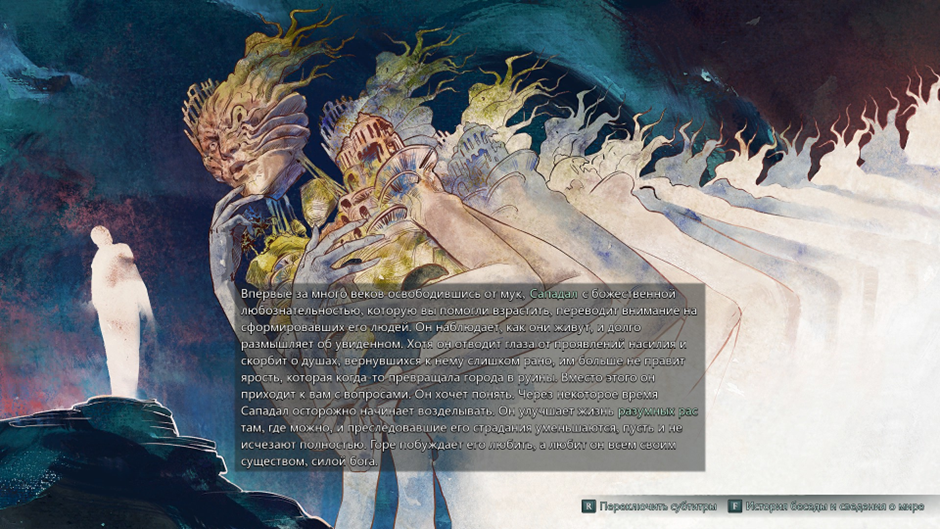 Впервые за много веков освободившись от мук, Сападал с божественной
любознательностью, которую вы помогли взрастить, переводит внимание на
сформировавших его людей. Он наблюдает, как они живут, и долго
размышляет об увиденном. Хотя он отводит глаза от проявлений насилия и
скорбит о душах, вернувшихся к нему слишком рано, им больше не правит
ярость, которая когда-то превращала города в руины. Вместо этого он
приходит к вам с вопросами. Он хочет понять. Через некоторое время
Сападал осторожно начинает возделывать. Он улучшает жизнь разумных рас
там, где можно, и преследовавшие его страдания уменьшаются, пусть и не
исчезают полностью. Горе побуждает его любить, а любит он всем своим
существом, силой бога.
R Переключить субтитры F История беседы и сведения о мире